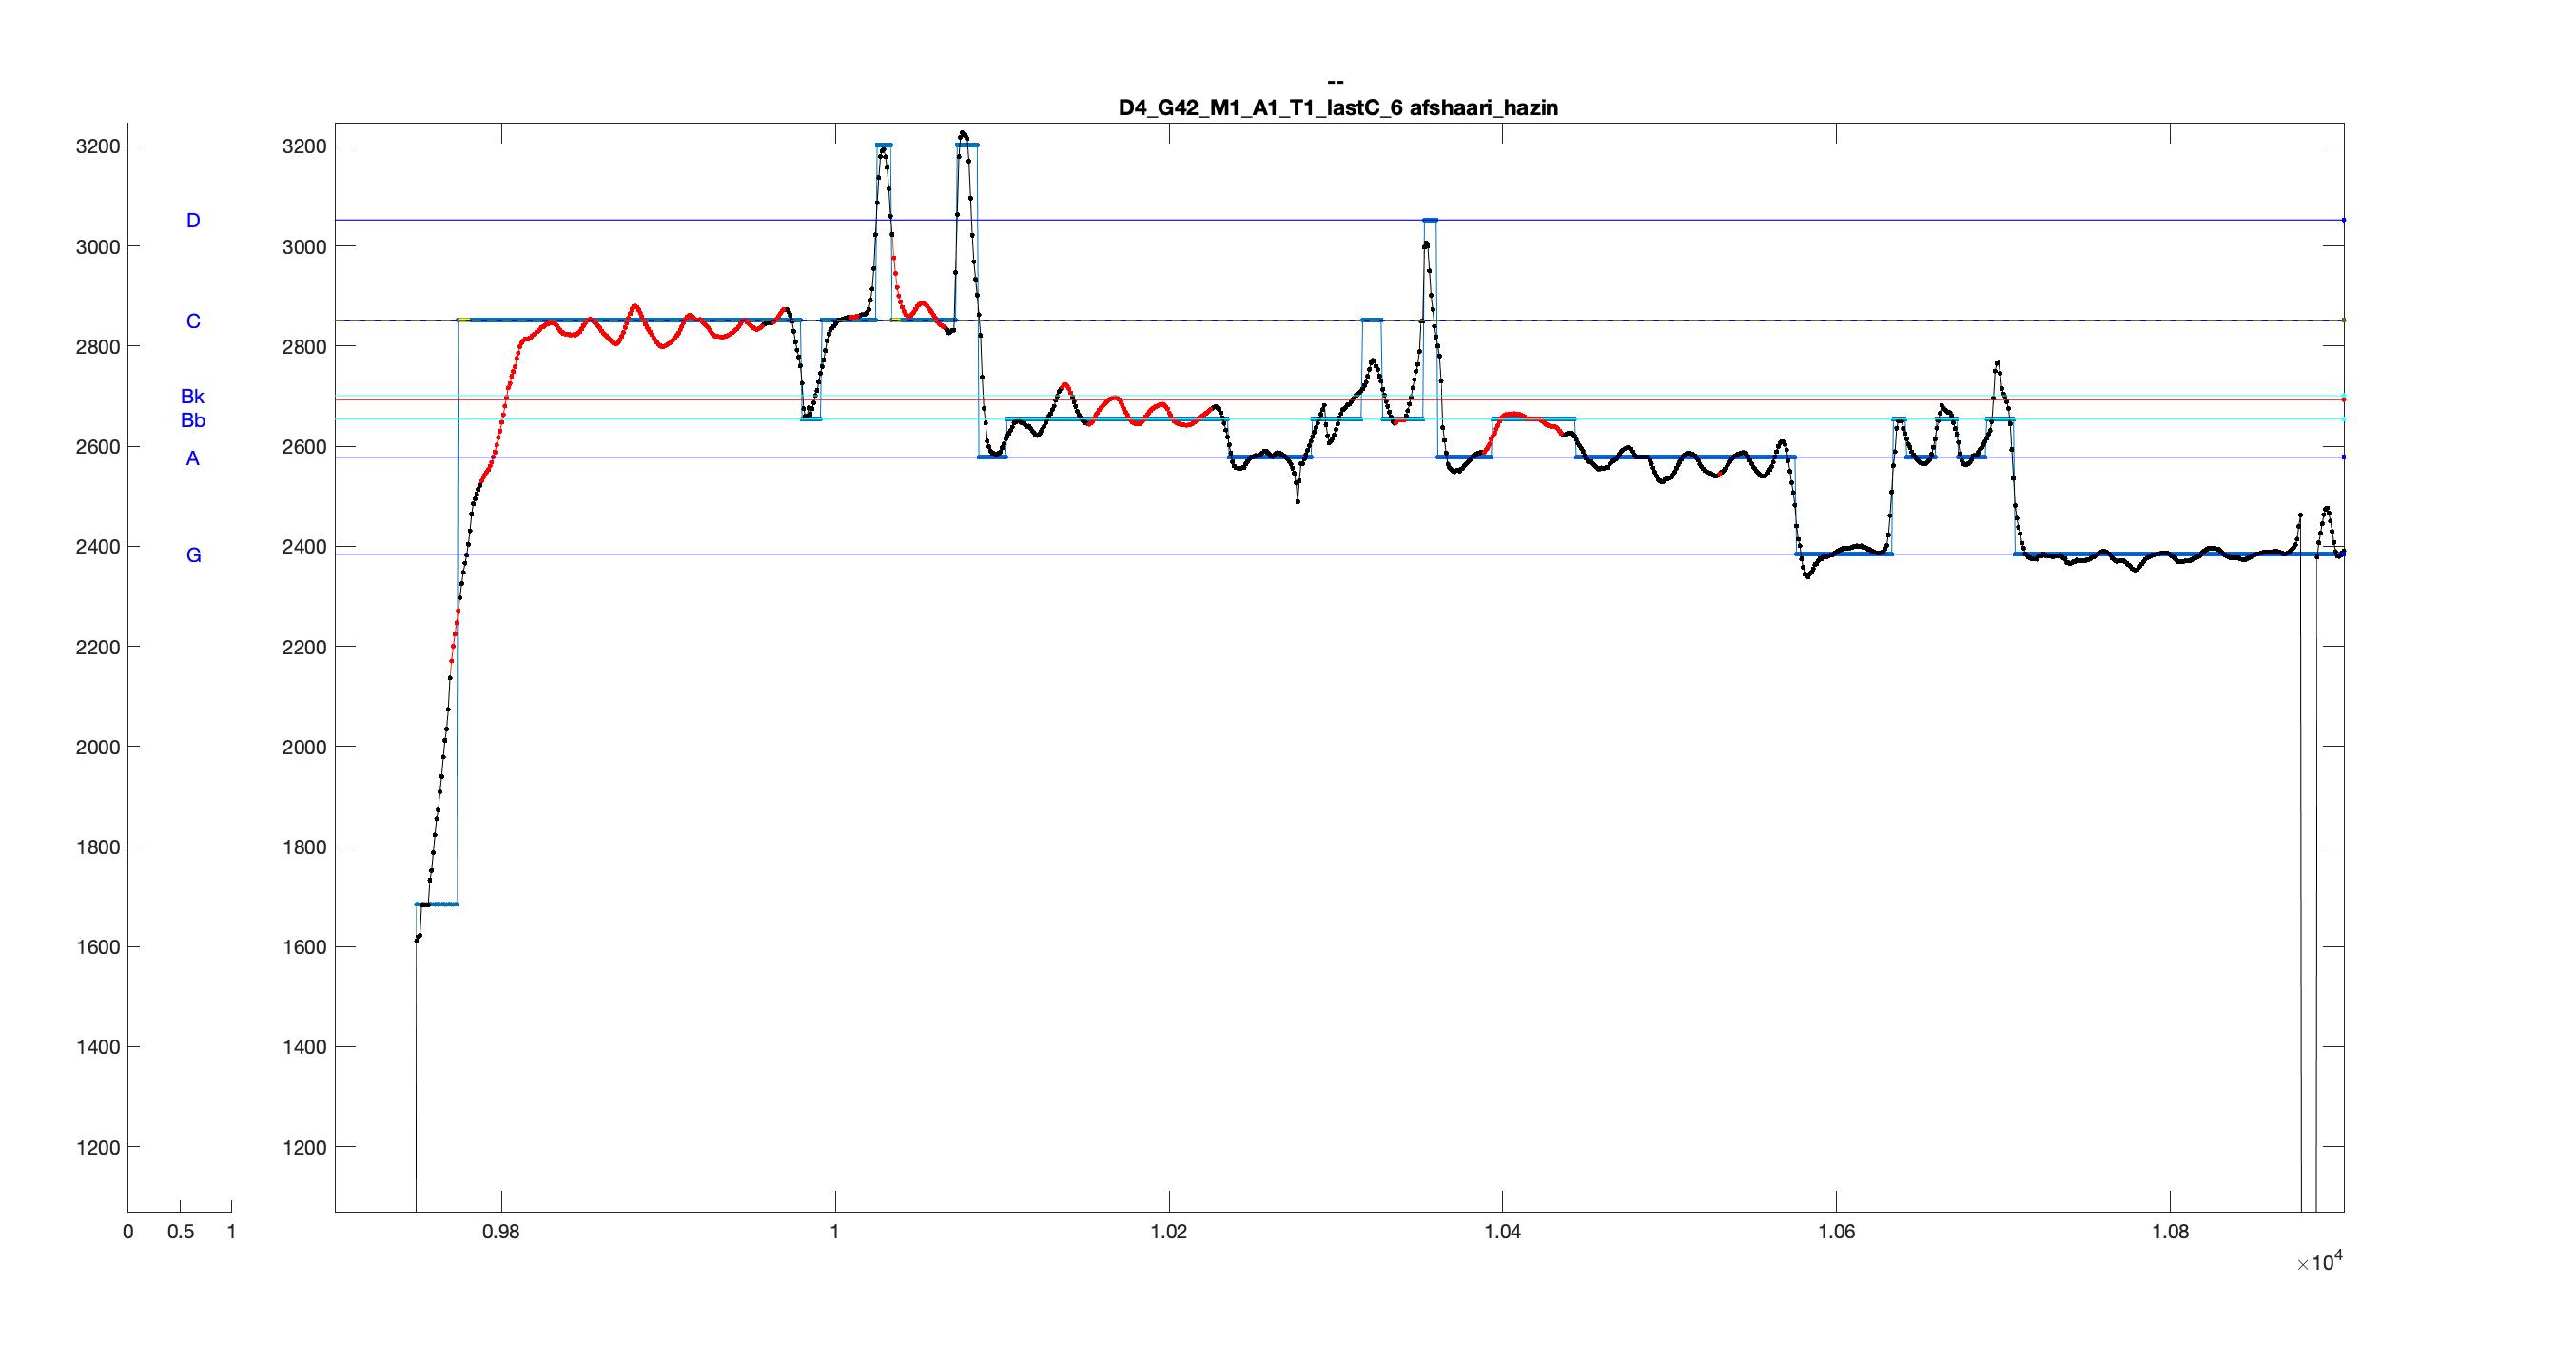 --
D4_G42_M1_A1_T1_lastC_6 afshaari_hazin
3200 3200
D
3000 3000
C
2800 2800
Bk
Bb
2600 2600
A
2400 2400
G
2200 2200
2000 2000
1800 1800
1600 1600
1400 1400
1200 1200
0 0.5 1 0.98 1 1.02 1.04 1.06 1.08
×10^4